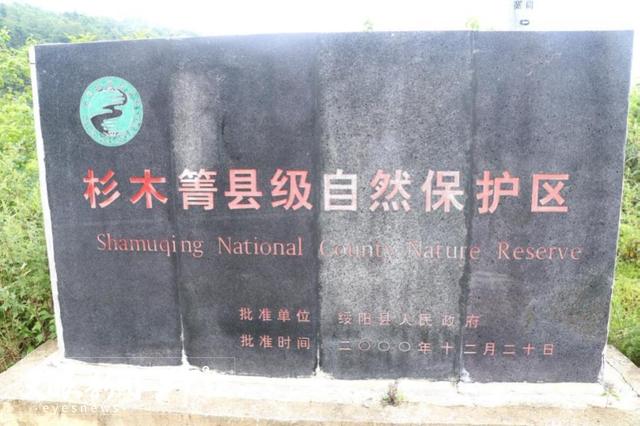 杉木箐县级自然保护区
Shamuqing National County Nature Reserve
批准单位 绥阳县人民政府
批准时间 二〇〇〇年十二月二十日
eyesnews